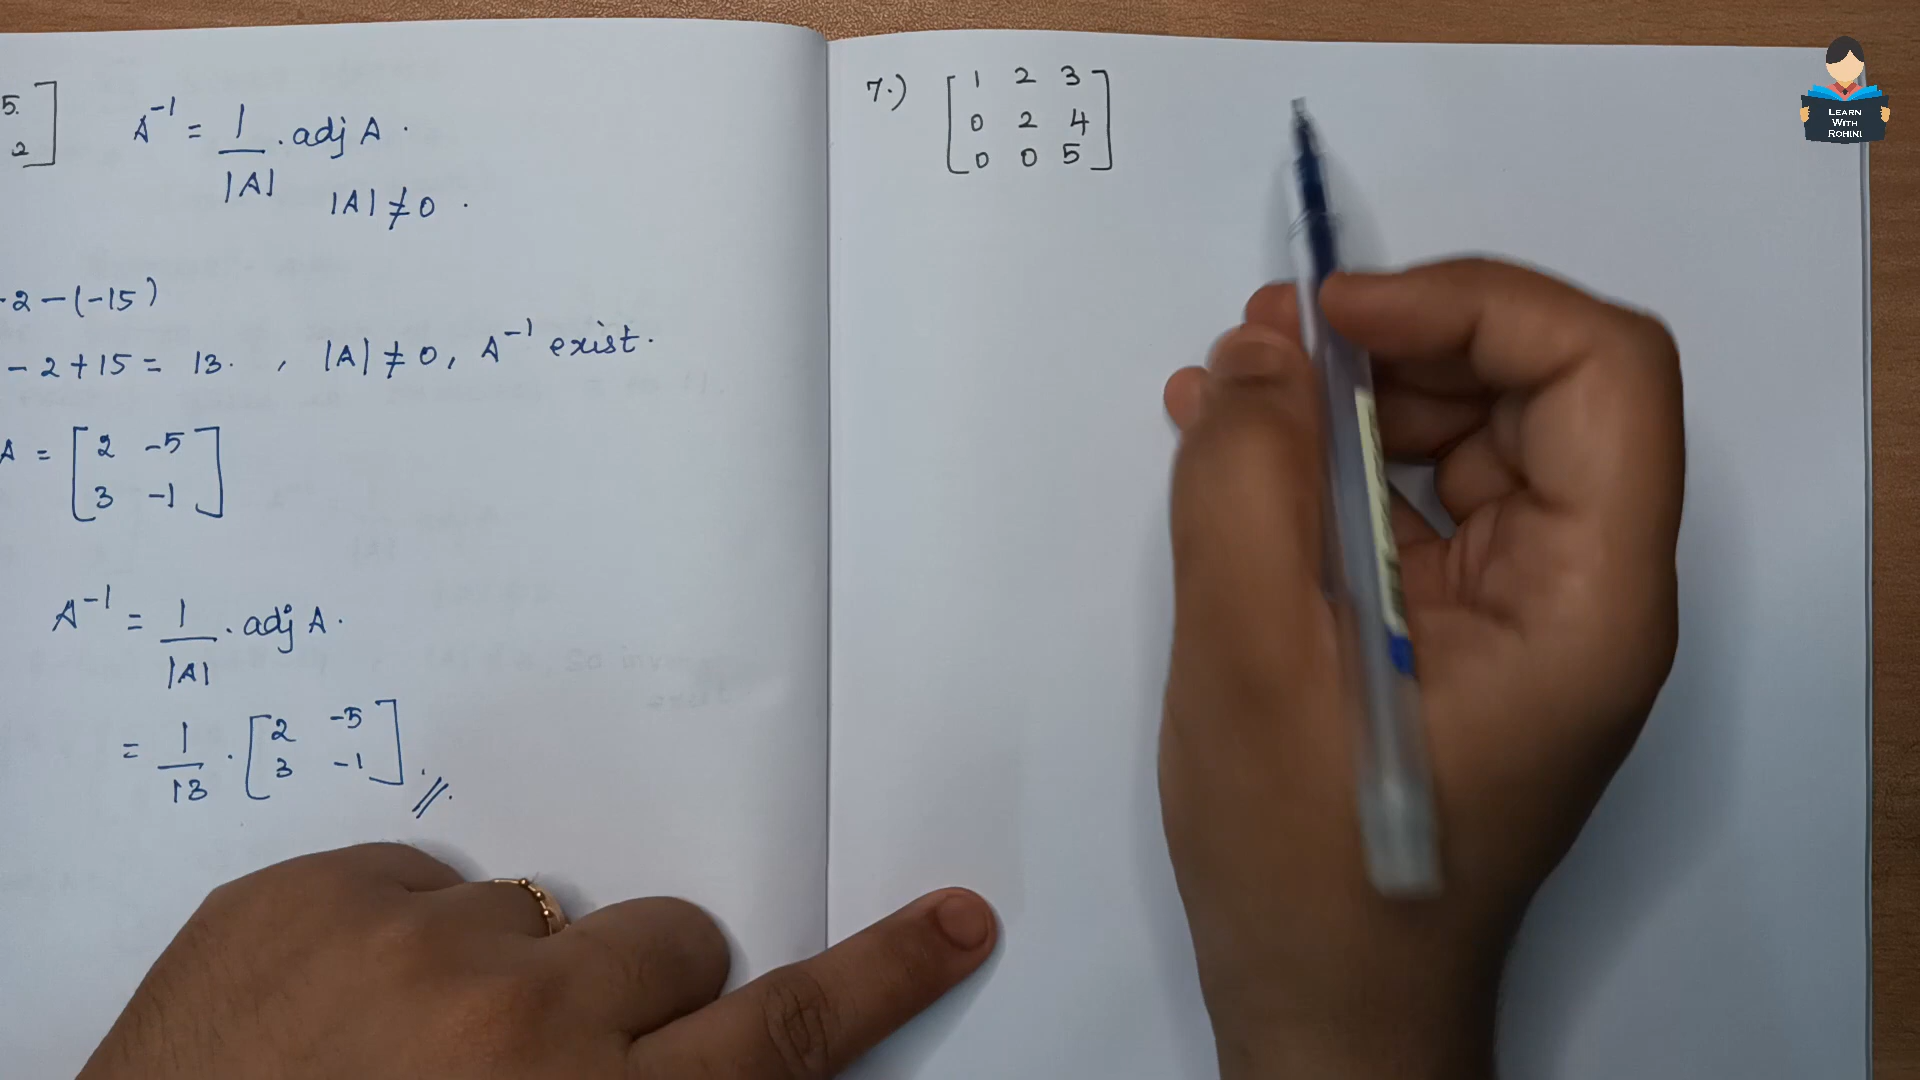 5.
2
A⁻¹ = 1/|A| . adj A .
|A| ≠ 0 .
-2-(-15)
-2+15 = 13. , |A| ≠ 0, A⁻¹ exist.
A = [2 -5
3 -1]
A⁻¹ = 1/|A| . adj A.
= 1/13 . [2 -5
3 -1] . //.
7.) [1 2 3
0 2 4
0 0 5]
LEARN
WITH
ROHINI